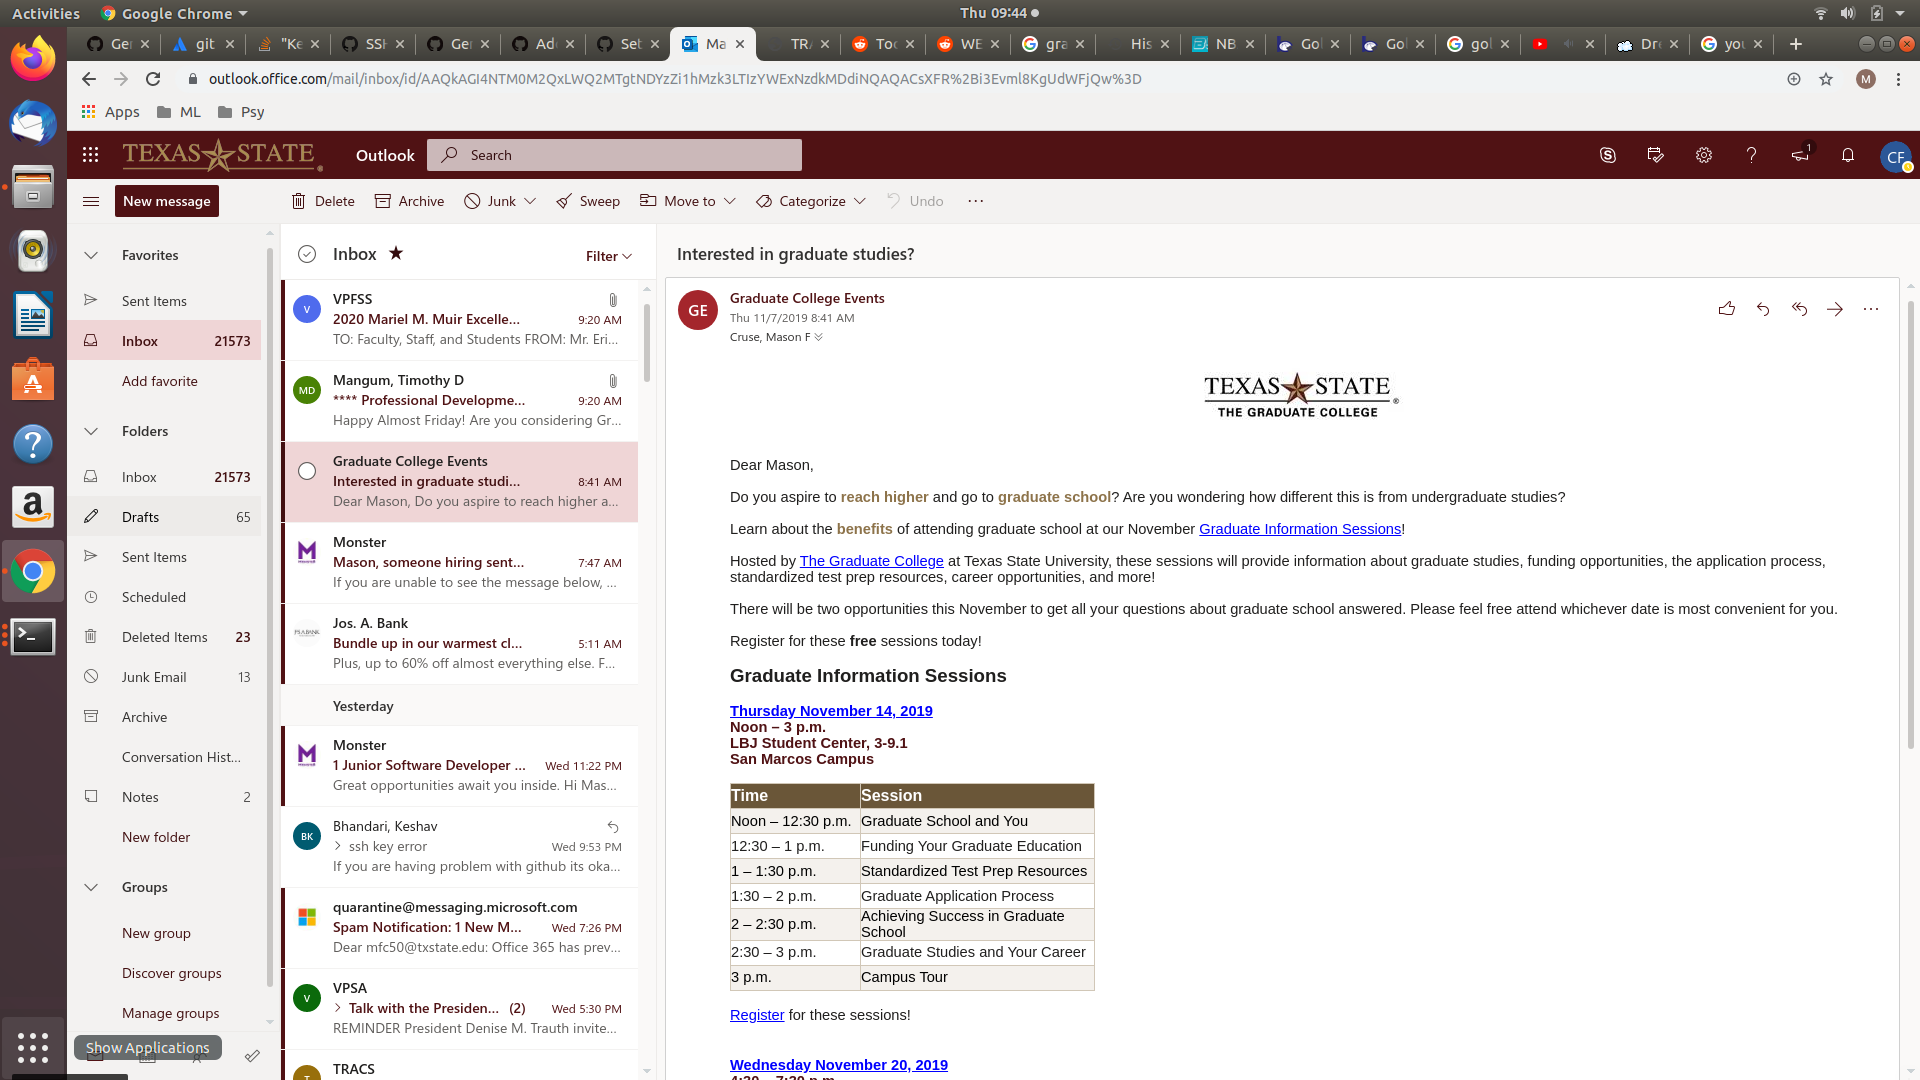 Activities
Google Chrome
Thu 09:44
Ge
git
"Ke
SSH
Ge
Ad
Set
Ma
TRA
Toc
WE
gra
His
NB
Gol
Gol
gol
Dre
you
outlook.office.com/mail/inbox/id/AAQkAGI4NTM0M2QxLWQ2MTgtNDYzZi1hMzk3LTIzYWExNzdkMDdiNQAQACsXFR%2Bi3Evml8KgUdWFjQw%3D
M
Apps
ML
Psy
TEXAS STATE
Outlook
Search
1
CF
New message
Delete
Archive
Junk
Sweep
Move to
Categorize
Undo
Favorites
Sent Items
Inbox 21573
Add favorite
Folders
Inbox 21573
Drafts 65
Sent Items
Scheduled
Deleted Items 23
Junk Email 13
Archive
Conversation Hist...
Notes 2
New folder
Groups
New group
Discover groups
Manage groups
Show Applications
Inbox
Filter
V
VPFSS
2020 Mariel M. Muir Excelle... 9:20 AM
TO: Faculty, Staff, and Students FROM: Mr. Eri...
MD
Mangum, Timothy D
**** Professional Developme... 9:20 AM
Happy Almost Friday! Are you considering Gr...
Graduate College Events
Interested in graduate studi... 8:41 AM
Dear Mason, Do you aspire to reach higher a...
Monster
Mason, someone hiring sent... 7:47 AM
If you are unable to see the message below, ...
Jos. A. Bank
Bundle up in our warmest cl... 5:11 AM
Plus, up to 60% off almost everything else. F...
Yesterday
Monster
1 Junior Software Developer ... Wed 11:22 PM
Great opportunities await you inside. Hi Mas...
BK
Bhandari, Keshav
ssh key error Wed 9:53 PM
If you are having problem with github its oka...
quarantine@messaging.microsoft.com
Spam Notification: 1 New M... Wed 7:26 PM
Dear mfc50@txstate.edu: Office 365 has prev...
V
VPSA
Talk with the Presiden... (2) Wed 5:30 PM
REMINDER President Denise M. Trauth invite...
T
TRACS
Interested in graduate studies?
GE
Graduate College Events
Thu 11/7/2019 8:41 AM
Cruse, Mason F
TEXAS STATE
THE GRADUATE COLLEGE
Dear Mason,
Do you aspire to reach higher and go to graduate school? Are you wondering how different this is from undergraduate studies?
Learn about the benefits of attending graduate school at our November Graduate Information Sessions!
Hosted by The Graduate College at Texas State University, these sessions will provide information about graduate studies, funding opportunities, the application process,
standardized test prep resources, career opportunities, and more!
There will be two opportunities this November to get all your questions about graduate school answered. Please feel free attend whichever date is most convenient for you.
Register for these free sessions today!
Graduate Information Sessions
Thursday November 14, 2019
Noon – 3 p.m.
LBJ Student Center, 3-9.1
San Marcos Campus
Time Session
Noon – 12:30 p.m. Graduate School and You
12:30 – 1 p.m. Funding Your Graduate Education
1 – 1:30 p.m. Standardized Test Prep Resources
1:30 – 2 p.m. Graduate Application Process
2 – 2:30 p.m. Achieving Success in Graduate
School
2:30 – 3 p.m. Graduate Studies and Your Career
3 p.m. Campus Tour
Register for these sessions!
Wednesday November 20, 2019
4:30 – 7:30 p.m.